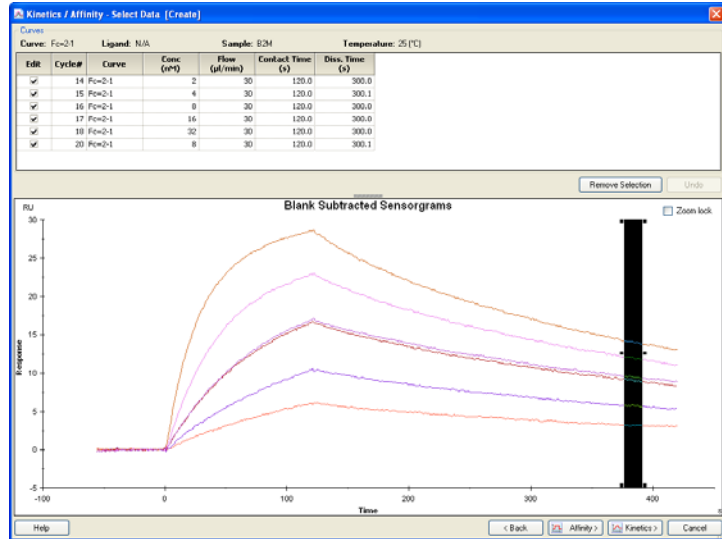 Kinetics / Affinity - Select Data [Create]
Curves
Curve: Fc=2-1 Ligand: N/A Sample: B2M Temperature: 25 (°C)
Edit Cycle# Curve Conc (nM) Flow (µl/min) Contact Time (s) Diss. Time (s)
14 Fc=2-1 2 30 120.0 300.0
15 Fc=2-1 4 30 120.0 300.1
16 Fc=2-1 8 30 120.0 300.0
17 Fc=2-1 16 30 120.0 300.0
18 Fc=2-1 32 30 120.0 300.0
20 Fc=2-1 8 30 120.0 300.1
Remove Selection Undo
Blank Subtracted Sensorgrams
RU
Zoom lock
30
25
20
15
10
5
0
-5
Response
-100 0 100 200 300 400
Time s
Help < Back Affinity > Kinetics > Cancel